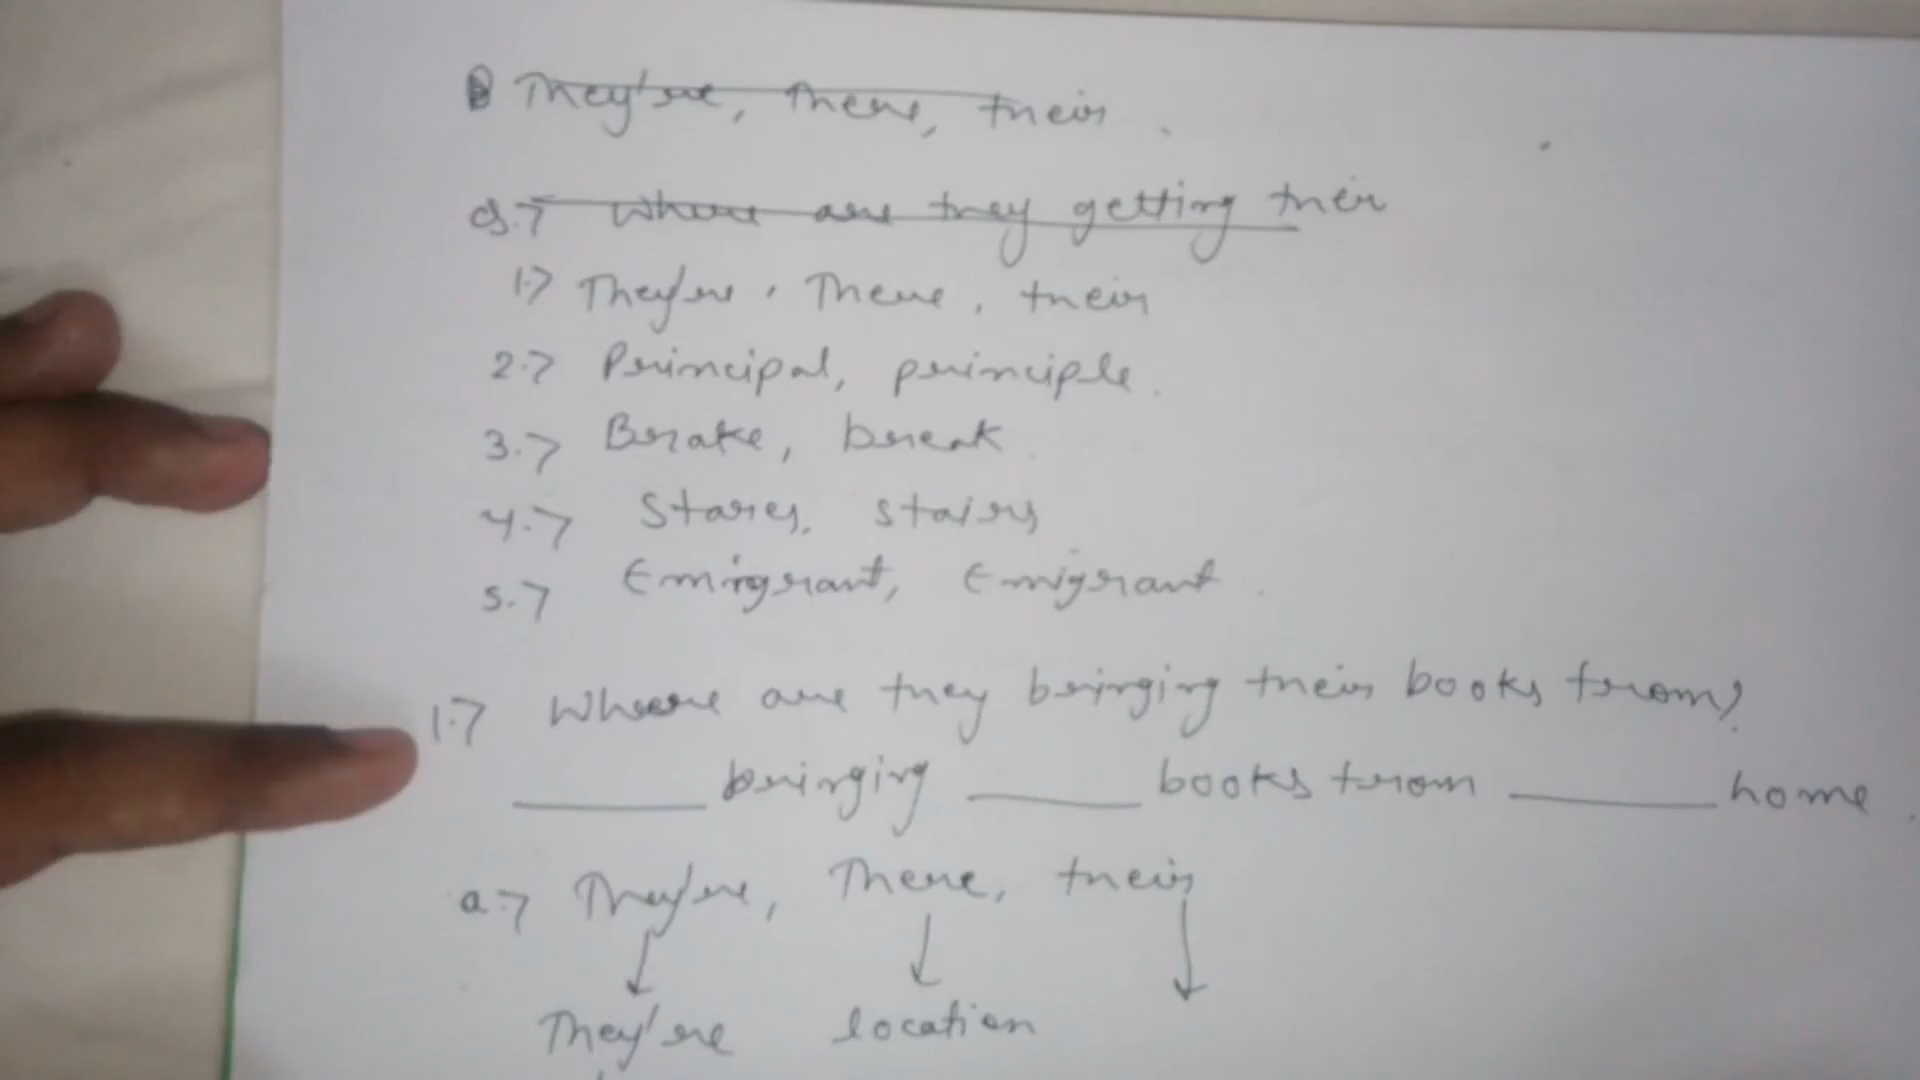 They're, There, their.
Q.7 Where are they getting their
1.7 They're, There, their
2.7 Principal, principle.
3.7 Brake, break
4.7 Stares, stairs
5.7 Emigrant, Emigrant
1.7 Where are they bringing their books from?
_____ bringing _____ books from _____ home.
a.7 They're, There, their
They're location